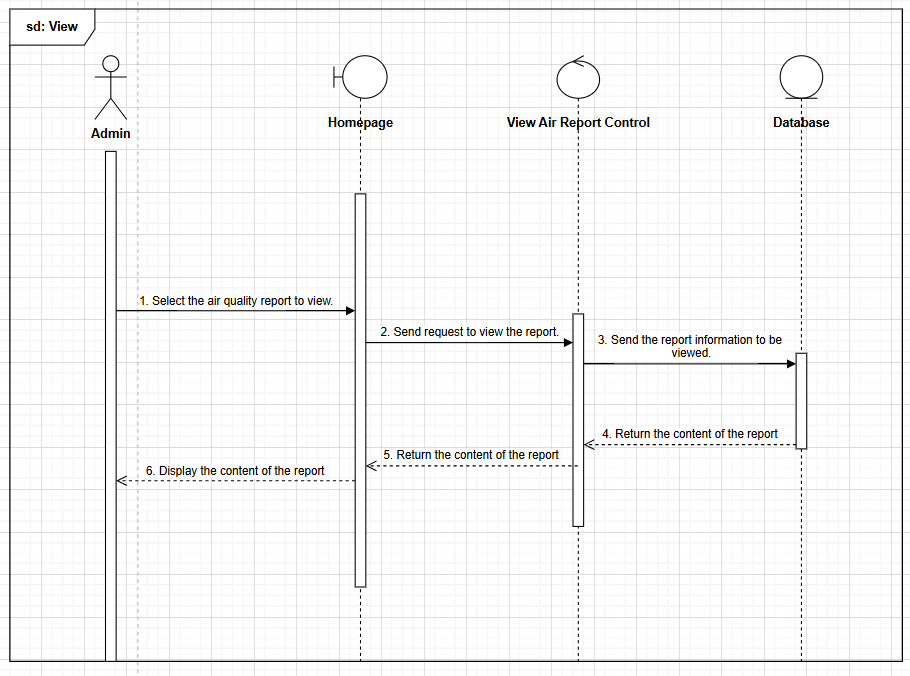 sd: View
Admin
Homepage
View Air Report Control
Database
1. Select the air quality report to view.
2. Send request to view the report.
3. Send the report information to be
viewed.
4. Return the content of the report
5. Return the content of the report
6. Display the content of the report